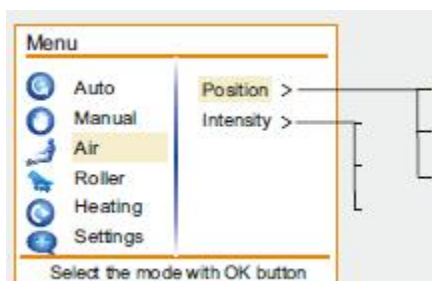 Menu
Auto
Manual
Air
Roller
Heating
Settings
Position >
Intensity >
Select the mode with OK button